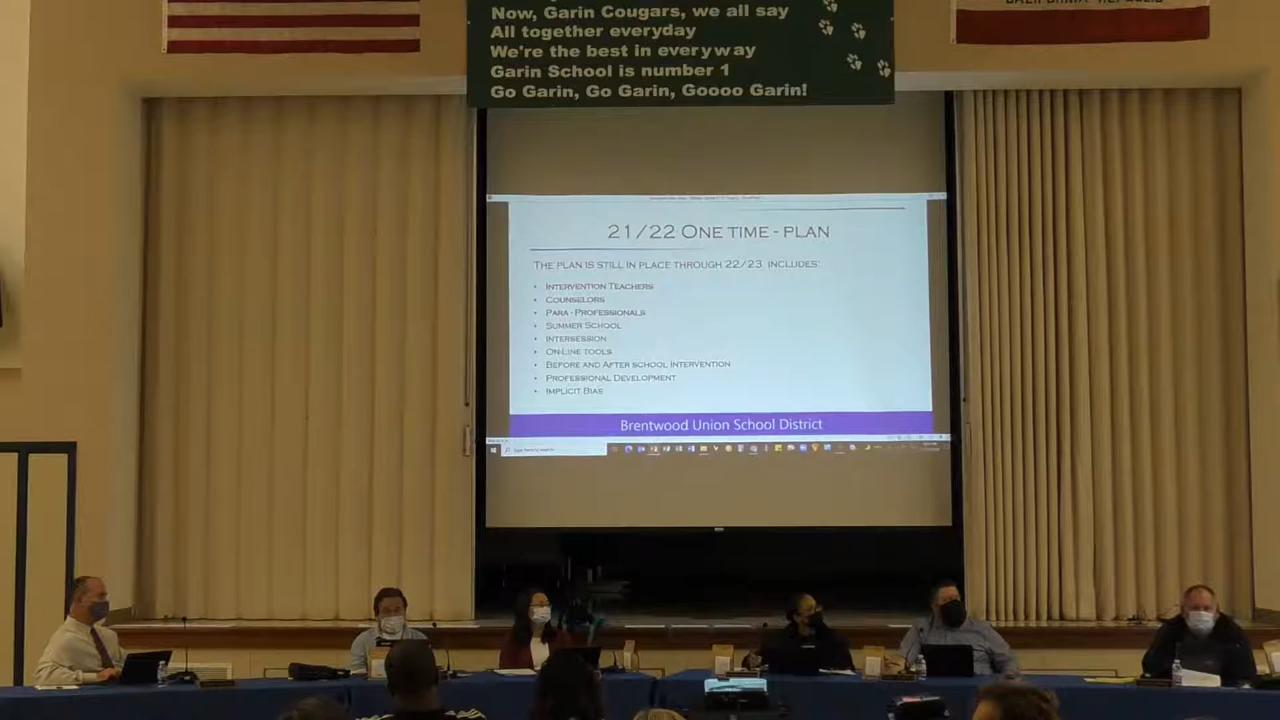 Now, Garin Cougars, we all say
All together everyday
We're the best in everyway
Garin School is number 1
Go Garin, Go Garin, Goooo Garin!
CALIFORNIA REPUBLIC
21/22 ONE TIME - PLAN
THE PLAN IS STILL IN PLACE THROUGH 22/23 INCLUDES:
• INTERVENTION TEACHERS
• COUNSELORS
• PARA - PROFESSIONALS
• SUMMER SCHOOL
• INTERSESSION
• ON-LINE TOOLS
• BEFORE AND AFTER SCHOOL INTERVENTION
• PROFESSIONAL DEVELOPMENT
• IMPLICIT BIAS
Brentwood Union School District